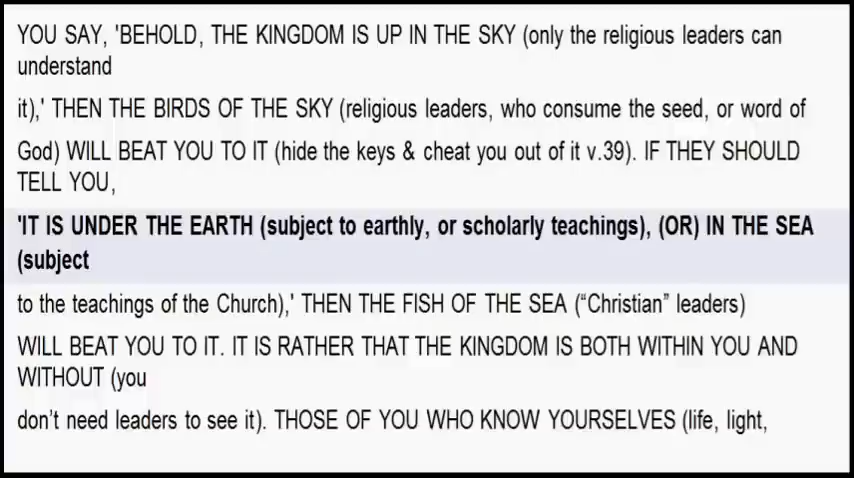 YOU SAY, 'BEHOLD, THE KINGDOM IS UP IN THE SKY (only the religious leaders can
understand
it),' THEN THE BIRDS OF THE SKY (religious leaders, who consume the seed, or word of
God) WILL BEAT YOU TO IT (hide the keys & cheat you out of it v.39). IF THEY SHOULD
TELL YOU,
'IT IS UNDER THE EARTH (subject to earthly, or scholarly teachings), (OR) IN THE SEA
(subject
to the teachings of the Church),' THEN THE FISH OF THE SEA (“Christian” leaders)
WILL BEAT YOU TO IT. IT IS RATHER THAT THE KINGDOM IS BOTH WITHIN YOU AND
WITHOUT (you
don’t need leaders to see it). THOSE OF YOU WHO KNOW YOURSELVES (life, light,